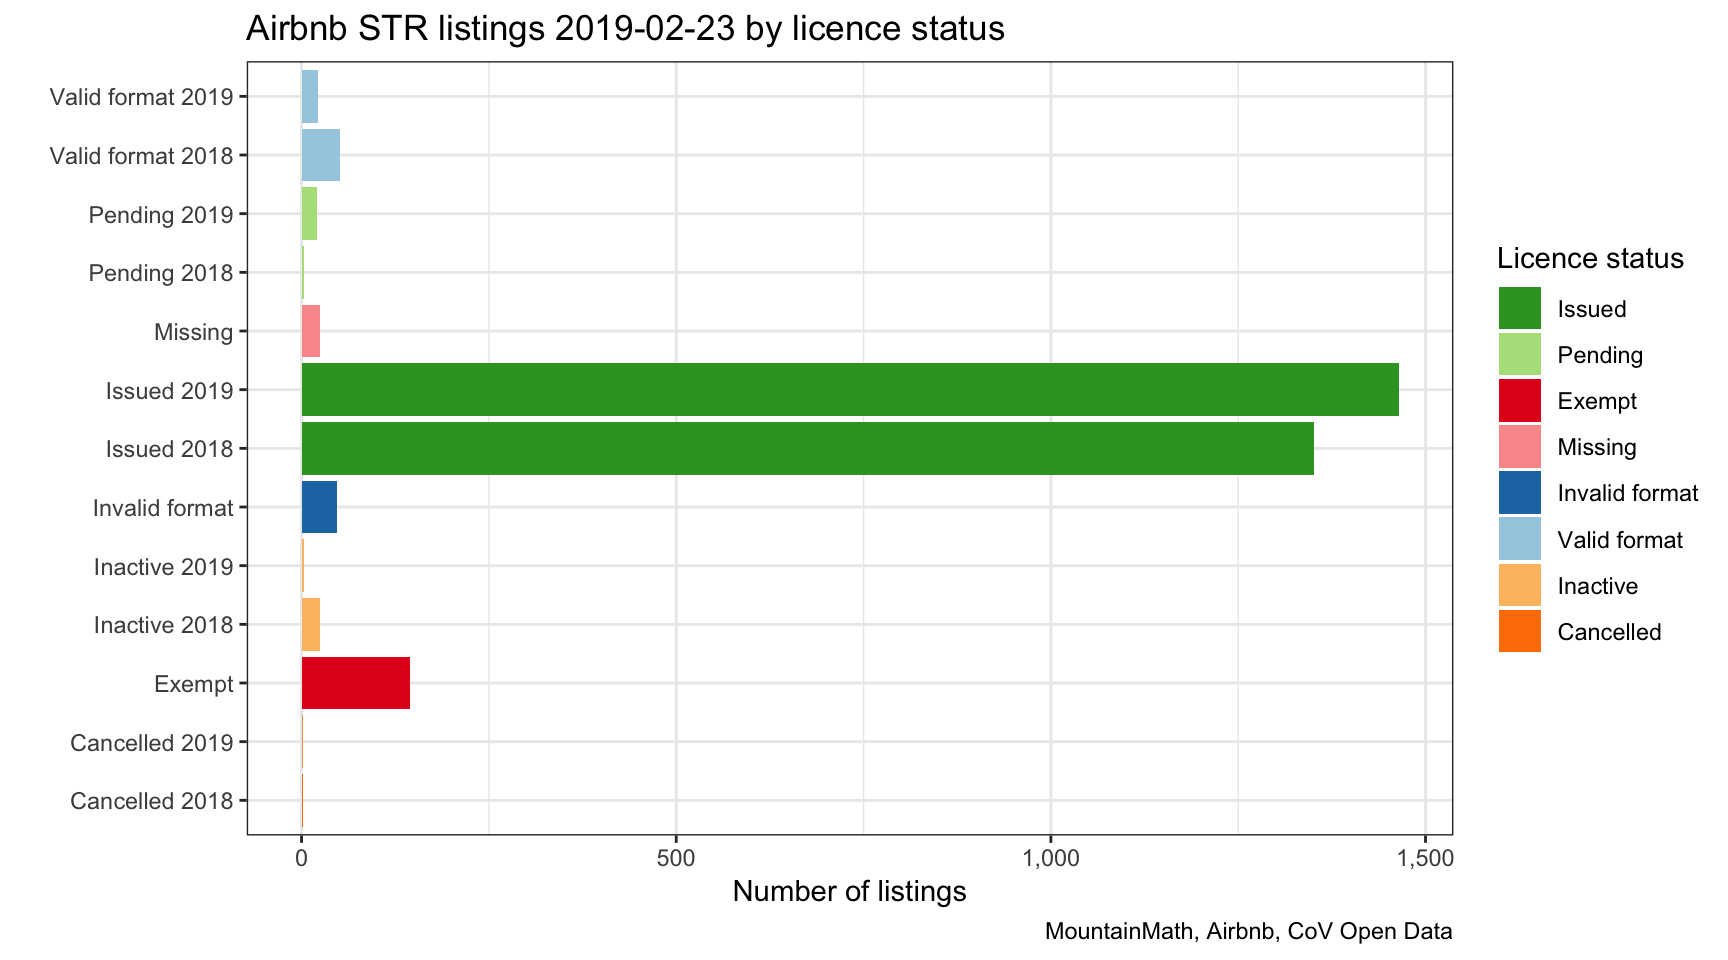 Airbnb STR listings 2019-02-23 by licence status
Valid format 2019
Valid format 2018
Pending 2019
Pending 2018
Missing
Issued 2019
Issued 2018
Invalid format
Inactive 2019
Inactive 2018
Exempt
Cancelled 2019
Cancelled 2018
0 500 1,000 1,500
Number of listings
Licence status
Issued
Pending
Exempt
Missing
Invalid format
Valid format
Inactive
Cancelled
MountainMath, Airbnb, CoV Open Data